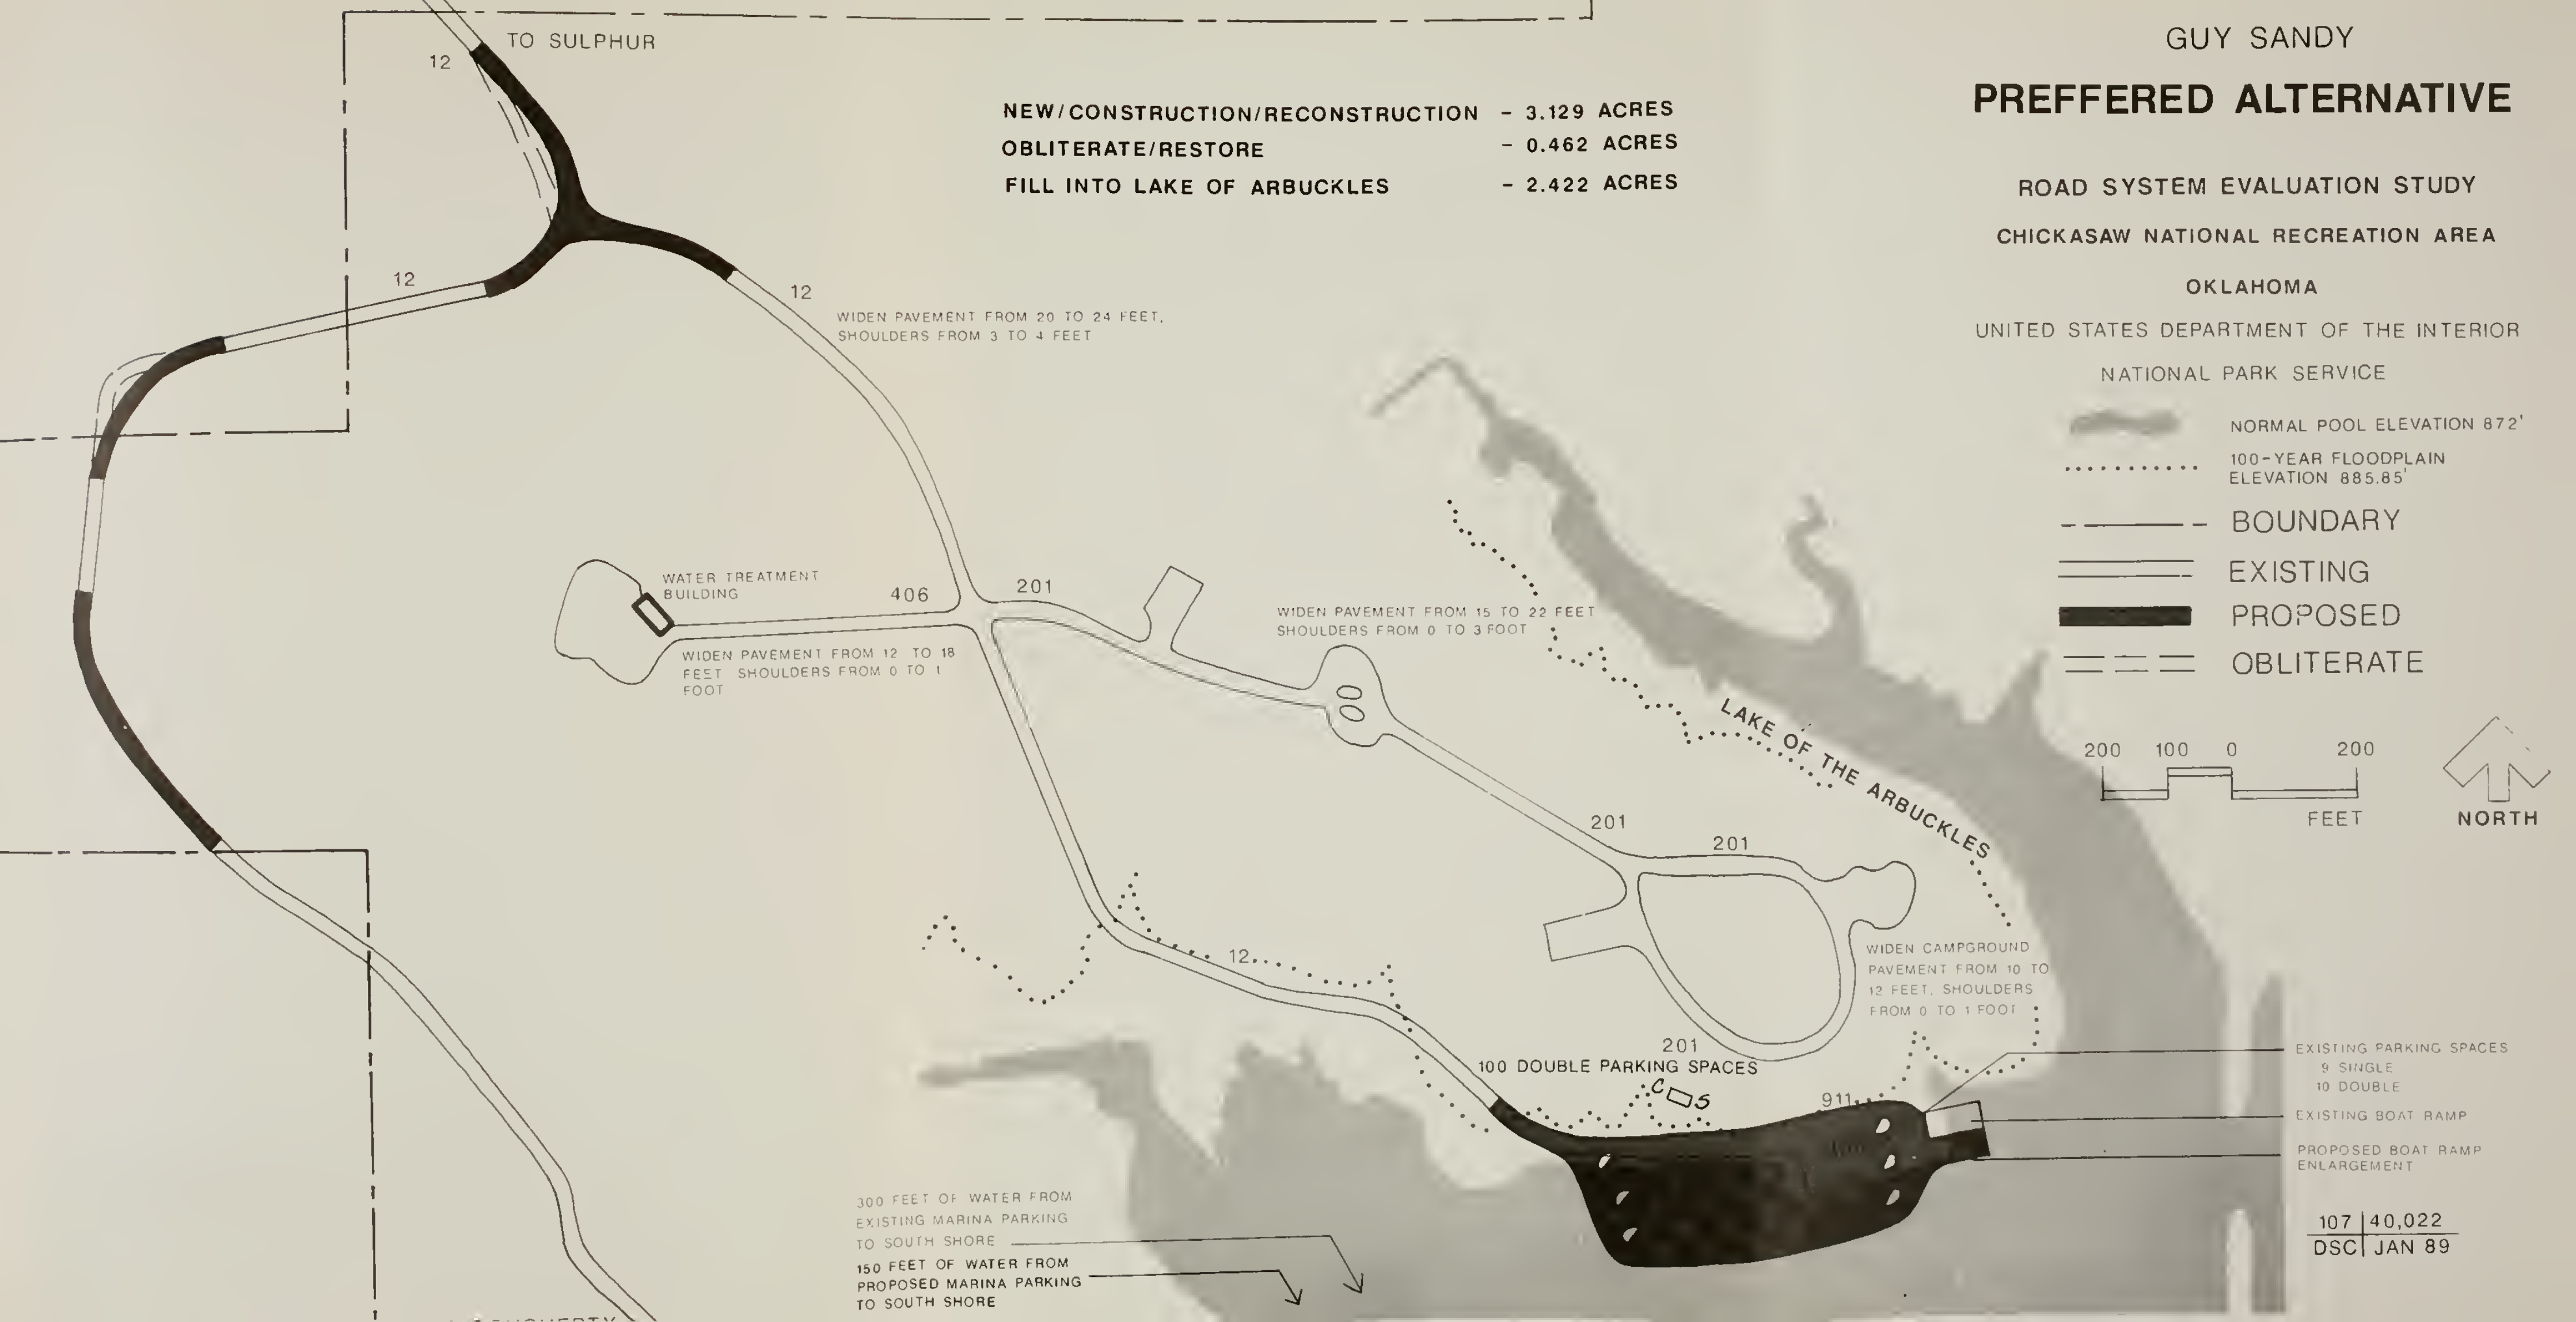 GUY SANDY
PREFFERED ALTERNATIVE
ROAD SYSTEM EVALUATION STUDY
CHICKASAW NATIONAL RECREATION AREA
OKLAHOMA
UNITED STATES DEPARTMENT OF THE INTERIOR
NATIONAL PARK SERVICE
NORMAL POOL ELEVATION 872'
100-YEAR FLOODPLAIN
ELEVATION 885.85'
BOUNDARY
EXISTING
PROPOSED
OBLITERATE
200 100 0 200
FEET
NORTH
TO SULPHUR
12
NEW/CONSTRUCTION/RECONSTRUCTION - 3.129 ACRES
OBLITERATE/RESTORE - 0.462 ACRES
FILL INTO LAKE OF ARBUCKLES - 2.422 ACRES
12
12
WIDEN PAVEMENT FROM 20 TO 24 FEET,
SHOULDERS FROM 3 TO 4 FEET
WATER TREATMENT
BUILDING
406
201
WIDEN PAVEMENT FROM 12 TO 18
FEET SHOULDERS FROM 0 TO 1
FOOT
WIDEN PAVEMENT FROM 15 TO 22 FEET
SHOULDERS FROM 0 TO 3 FOOT
LAKE OF THE ARBUCKLES
201
201
12
WIDEN CAMPGROUND
PAVEMENT FROM 10 TO
12 FEET, SHOULDERS
FROM 0 TO 1 FOOT
201
100 DOUBLE PARKING SPACES
C S
911
EXISTING PARKING SPACES
9 SINGLE
10 DOUBLE
EXISTING BOAT RAMP
PROPOSED BOAT RAMP
ENLARGEMENT
300 FEET OF WATER FROM
EXISTING MARINA PARKING
TO SOUTH SHORE
150 FEET OF WATER FROM
PROPOSED MARINA PARKING
TO SOUTH SHORE
107 40,022
DSC JAN 89